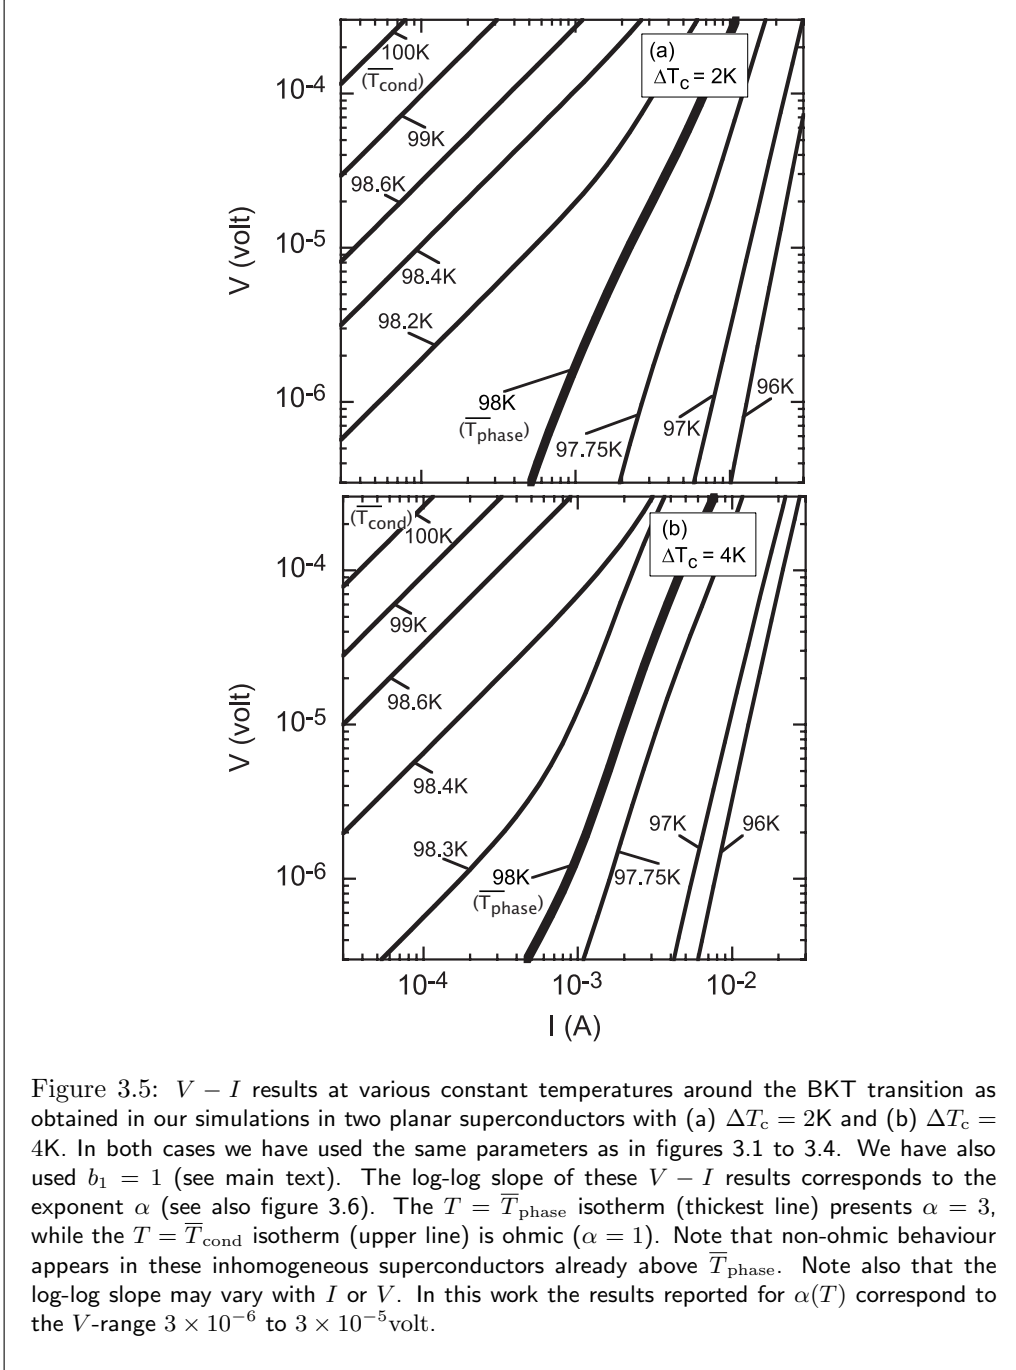 (a)
ΔTc = 2K
100K
(T̅cond)
10-4
99K
98.6K
10-5
98.4K
V (volt)
98.2K
10-6
98K
(T̅phase)
96K
97K
97.75K
(T̅cond)
100K
(b)
ΔTc = 4K
10-4
99K
98.6K
10-5
V (volt)
98.4K
98.3K
97K
96K
10-6
98K
97.75K
(T̅phase)
10-4 10-3 10-2
I (A)
Figure 3.5: V − I results at various constant temperatures around the BKT transition as
obtained in our simulations in two planar superconductors with (a) ΔTc = 2K and (b) ΔTc =
4K. In both cases we have used the same parameters as in figures 3.1 to 3.4. We have also
used b1 = 1 (see main text). The log-log slope of these V − I results corresponds to the
exponent α (see also figure 3.6). The T = T̅phase isotherm (thickest line) presents α = 3,
while the T = T̅cond isotherm (upper line) is ohmic (α = 1). Note that non-ohmic behaviour
appears in these inhomogeneous superconductors already above T̅phase. Note also that the
log-log slope may vary with I or V. In this work the results reported for α(T) correspond to
the V-range 3 × 10−6 to 3 × 10−5volt.